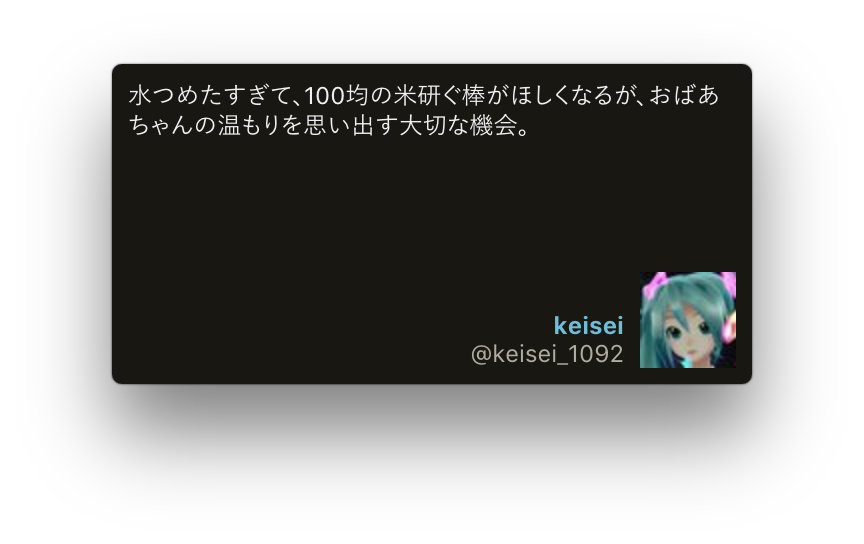 水つめたすぎて、100均の米研ぐ棒がほしくなるが、おばあ
ちゃんの温もりを思い出す大切な機会。
keisei
@keisei_1092